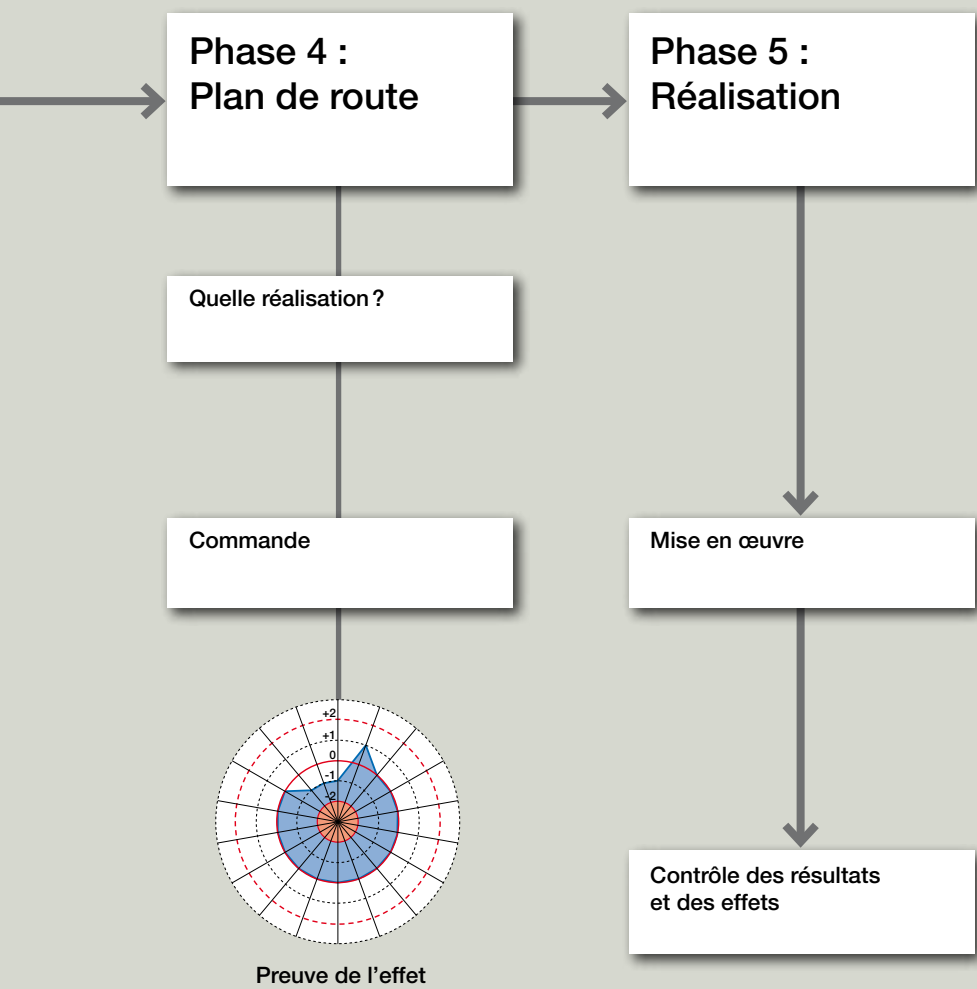 Phase 4 :
Plan de route
Quelle réalisation ?
Commande
+2
+1
0
-1
-2
Preuve de l’effet
Phase 5 :
Réalisation
Mise en œuvre
Contrôle des résultats
et des effets